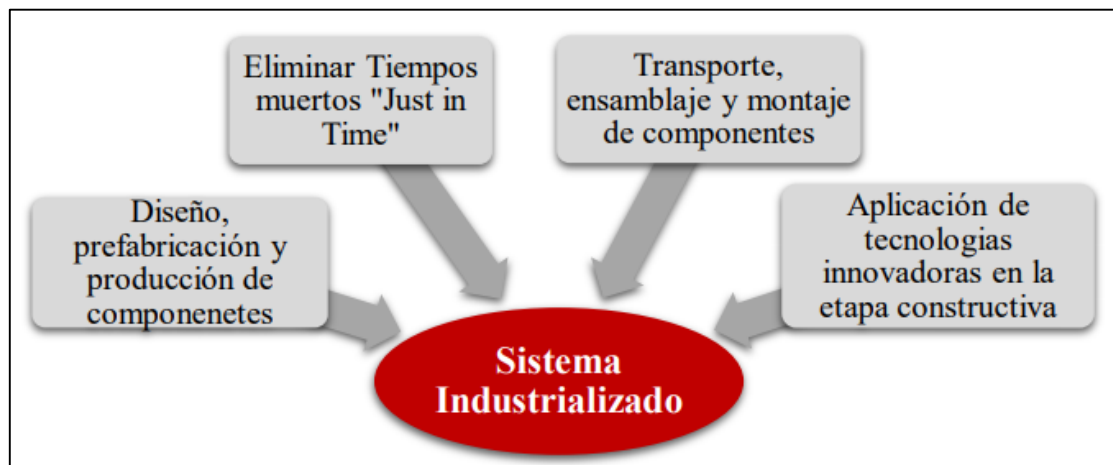 Eliminar Tiempos
muertos "Just in
Time"
Transporte,
ensamblaje y montaje
de componentes
Diseño,
prefabricación y
producción de
componenetes
Aplicación de
tecnologias
innovadoras en la
etapa constructiva
Sistema
Industrializado